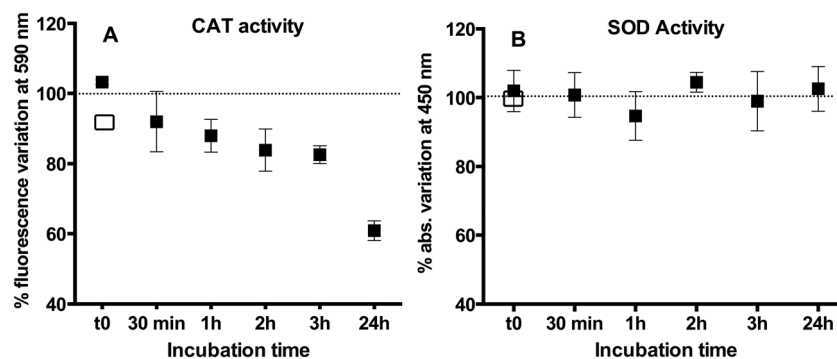 A
CAT activity
% fluorescence variation at 590 nm
120
100
80
60
40
t0 30 min 1h 2h 3h 24h
Incubation time
B
SOD Activity
% abs. variation at 450 nm
120
100
80
60
40
t0 30 min 1h 2h 3h 24h
Incubation time